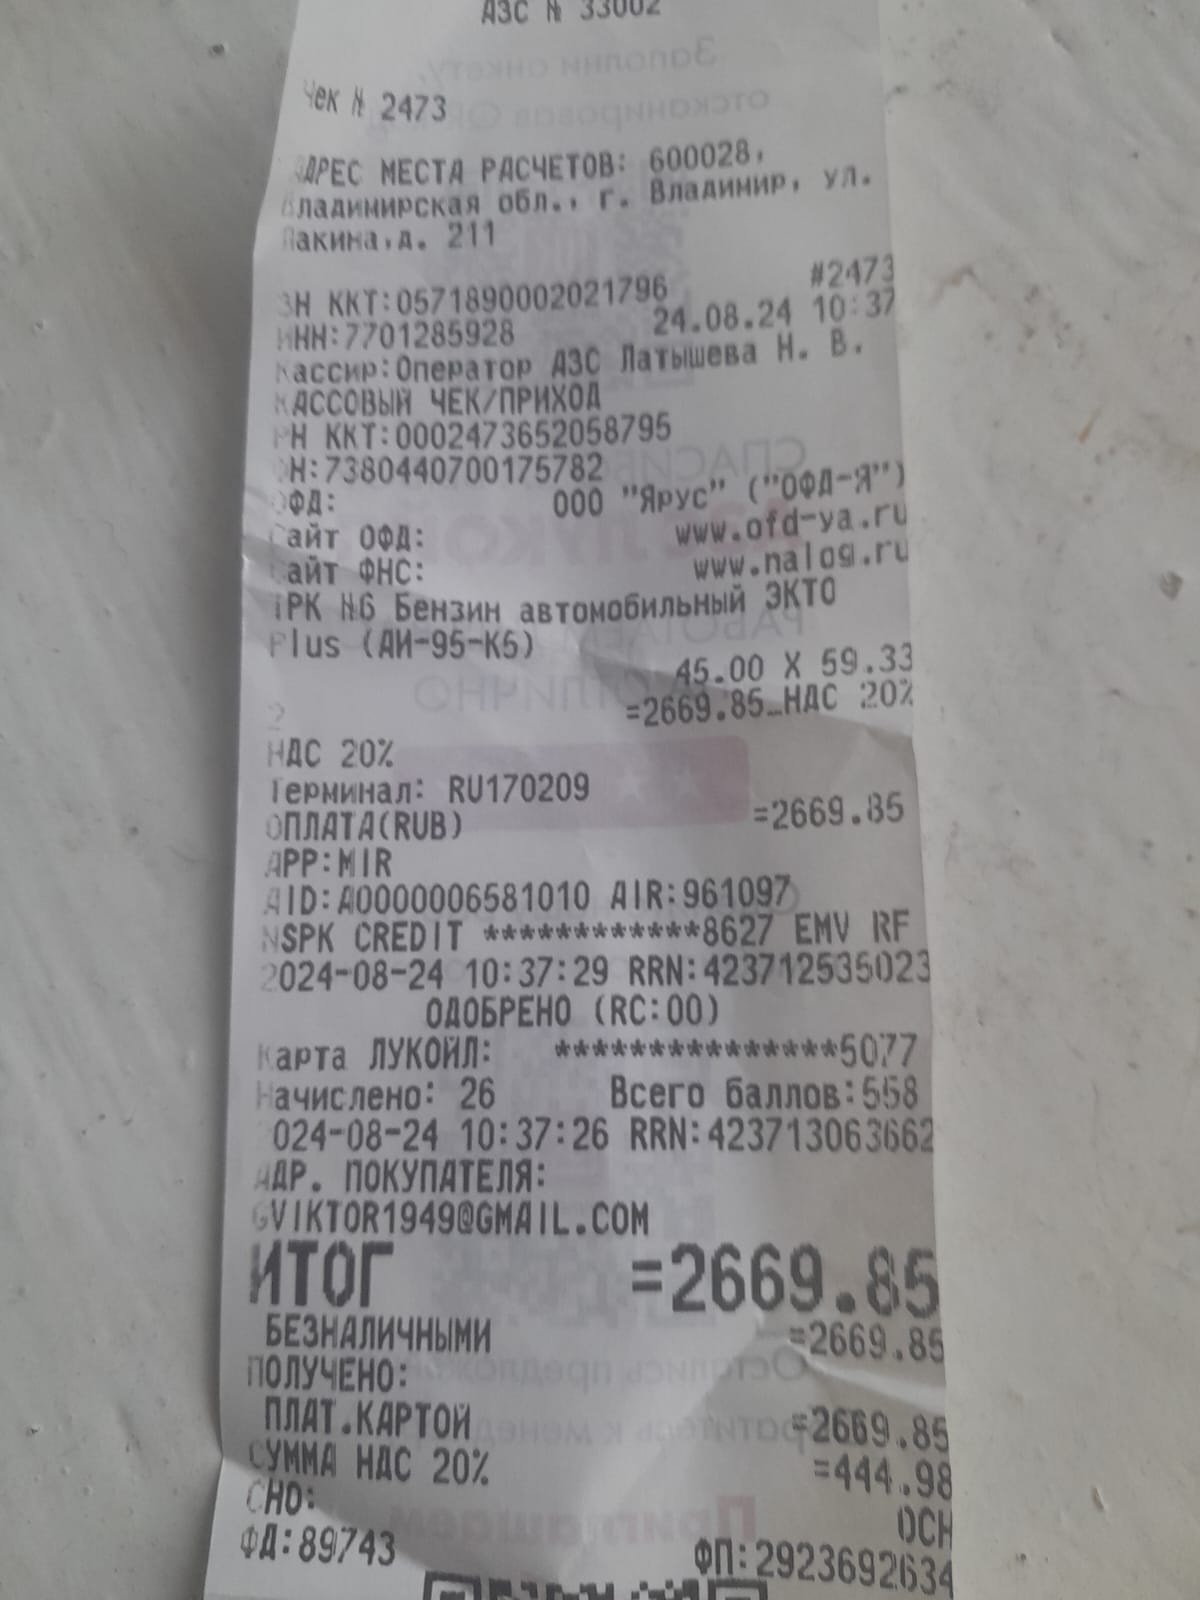 АЗС № 33002
Чек № 2473
АДРЕС МЕСТА РАСЧЕТОВ: 600028,
Владимирская обл., г. Владимир, ул.
Лакина,д. 211
#2473
ЗН ККТ:0571890002021796
24.08.24 10:37
ИНН:7701285928
Кассир:Оператор АЗС Латышева Н. В.
КАССОВЫЙ ЧЕК/ПРИХОД
РН ККТ:0002473652058795
ФН:7380440700175782
ОФД: ООО "Ярус" ("ОФД-Я")
Сайт ОФД: www.ofd-ya.ru
Сайт ФНС: www.nalog.ru
ТРК №6 Бензин автомобильный ЭКТО
Plus (АИ-95-К5)
45.00 X 59.33
=2669.85_НДС 20%
2
НДС 20%
Терминал: RU170209
ОПЛАТА(RUB) =2669.85
APP:MIR
AID:A0000006581010 AIR:961097
NSPK CREDIT ************8627 EMV RF
2024-08-24 10:37:29 RRN:423712535023
ОДОБРЕНО (RC:00)
Карта ЛУКОЙЛ: ***************5077
Начислено: 26 Всего баллов:558
024-08-24 10:37:26 RRN:423713063662
АДР. ПОКУПАТЕЛЯ:
GVIKTOR1949@GMAIL.COM
ИТОГ =2669.85
БЕЗНАЛИЧНЫМИ =2669.85
ПОЛУЧЕНО:
ПЛАТ.КАРТОЙ =2669.85
СУММА НДС 20% =444.98
СНО: ОСН
ФД:89743 ФП:2923692634